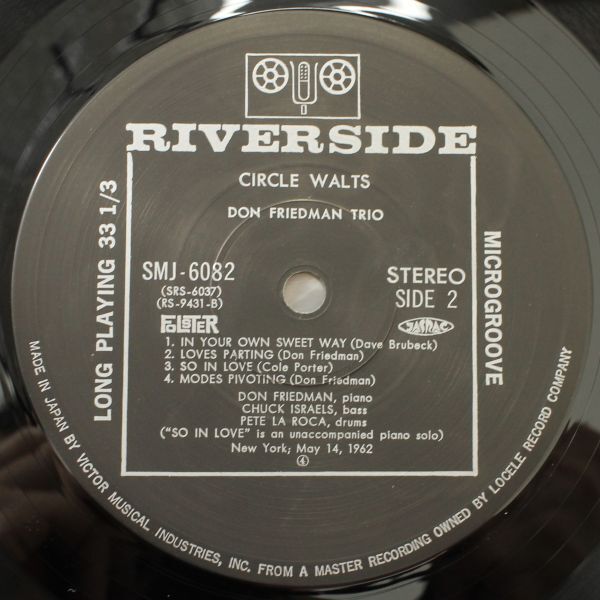 RIVERSIDE
CIRCLE WALTS
DON FRIEDMAN TRIO
LONG PLAYING 33 1/3
MICROGROOVE
SMJ-6082
(SRS-6037)
(RS-9431-B)
STEREO
SIDE 2
JASRAC
1. IN YOUR OWN SWEET WAY (Dave Brubeck)
2. LOVES PARTING (Don Friedman)
3. SO IN LOVE (Cole Porter)
4. MODES PIVOTING (Don Friedman)
DON FRIEDMAN, piano
CHUCK ISRAELS, bass
PETE LA ROCA, drums
("SO IN LOVE" is an unaccompanied piano solo)
New York; May 14, 1962
④
MADE IN JAPAN BY VICTOR MUSICAL INDUSTRIES, INC. FROM A MASTER RECORDING OWNED BY LOCELE RECORD COMPANY